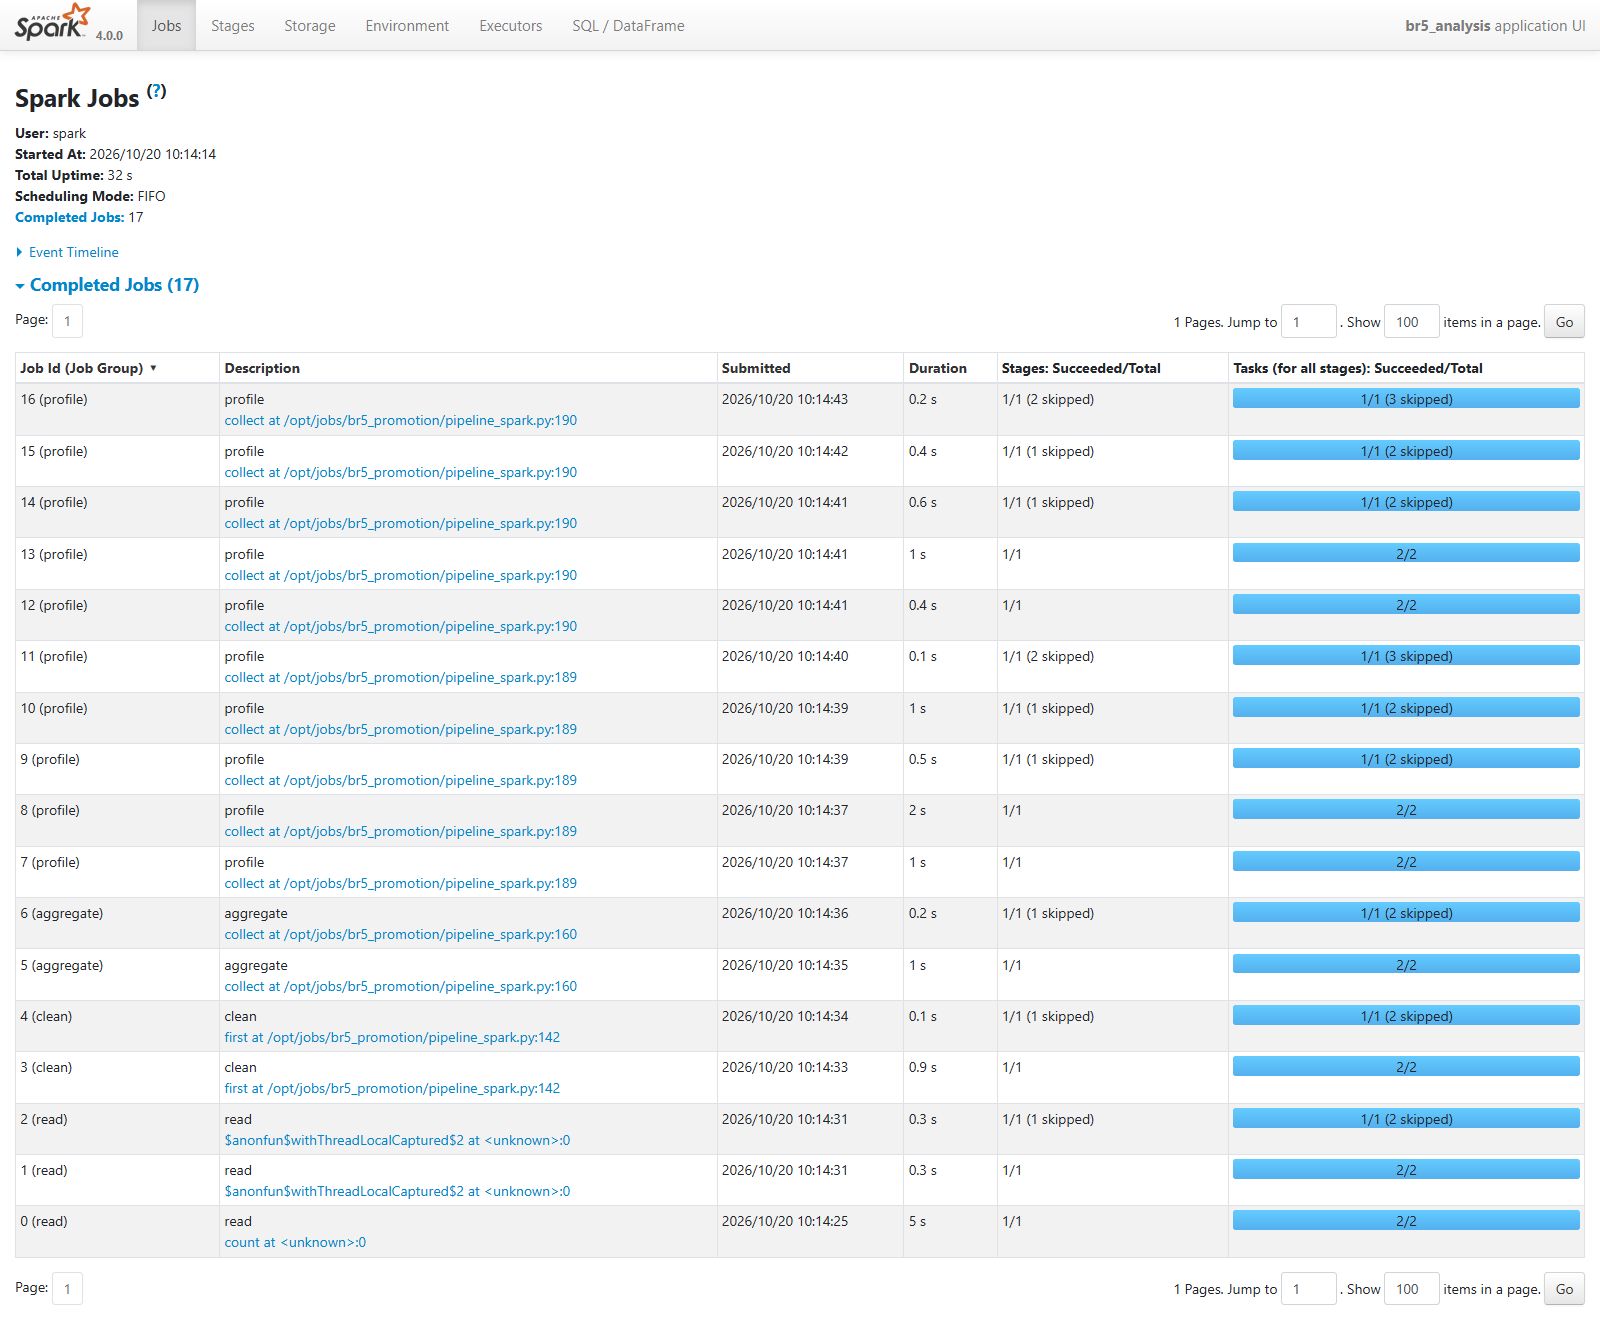 APACHE
Spark 4.0.0 Jobs Stages Storage Environment Executors SQL / DataFrame br5_analysis application UI
Spark Jobs (?)
User: spark
Started At: 2026/10/20 10:14:14
Total Uptime: 32 s
Scheduling Mode: FIFO
Completed Jobs: 17
Event Timeline
Completed Jobs (17)
Page: 1 1 Pages. Jump to 1 . Show 100 items in a page. Go
Job Id (Job Group) ▾ Description Submitted Duration Stages: Succeeded/Total Tasks (for all stages): Succeeded/Total
16 (profile) profile 2026/10/20 10:14:43 0.2 s 1/1 (2 skipped) 1/1 (3 skipped)
collect at /opt/jobs/br5_promotion/pipeline_spark.py:190
15 (profile) profile 2026/10/20 10:14:42 0.4 s 1/1 (1 skipped) 1/1 (2 skipped)
collect at /opt/jobs/br5_promotion/pipeline_spark.py:190
14 (profile) profile 2026/10/20 10:14:41 0.6 s 1/1 (1 skipped) 1/1 (2 skipped)
collect at /opt/jobs/br5_promotion/pipeline_spark.py:190
13 (profile) profile 2026/10/20 10:14:41 1 s 1/1 2/2
collect at /opt/jobs/br5_promotion/pipeline_spark.py:190
12 (profile) profile 2026/10/20 10:14:41 0.4 s 1/1 2/2
collect at /opt/jobs/br5_promotion/pipeline_spark.py:190
11 (profile) profile 2026/10/20 10:14:40 0.1 s 1/1 (2 skipped) 1/1 (3 skipped)
collect at /opt/jobs/br5_promotion/pipeline_spark.py:189
10 (profile) profile 2026/10/20 10:14:39 1 s 1/1 (1 skipped) 1/1 (2 skipped)
collect at /opt/jobs/br5_promotion/pipeline_spark.py:189
9 (profile) profile 2026/10/20 10:14:39 0.5 s 1/1 (1 skipped) 1/1 (2 skipped)
collect at /opt/jobs/br5_promotion/pipeline_spark.py:189
8 (profile) profile 2026/10/20 10:14:37 2 s 1/1 2/2
collect at /opt/jobs/br5_promotion/pipeline_spark.py:189
7 (profile) profile 2026/10/20 10:14:37 1 s 1/1 2/2
collect at /opt/jobs/br5_promotion/pipeline_spark.py:189
6 (aggregate) aggregate 2026/10/20 10:14:36 0.2 s 1/1 (1 skipped) 1/1 (2 skipped)
collect at /opt/jobs/br5_promotion/pipeline_spark.py:160
5 (aggregate) aggregate 2026/10/20 10:14:35 1 s 1/1 2/2
collect at /opt/jobs/br5_promotion/pipeline_spark.py:160
4 (clean) clean 2026/10/20 10:14:34 0.1 s 1/1 (1 skipped) 1/1 (2 skipped)
first at /opt/jobs/br5_promotion/pipeline_spark.py:142
3 (clean) clean 2026/10/20 10:14:33 0.9 s 1/1 2/2
first at /opt/jobs/br5_promotion/pipeline_spark.py:142
2 (read) read 2026/10/20 10:14:31 0.3 s 1/1 (1 skipped) 1/1 (2 skipped)
$anonfun$withThreadLocalCaptured$2 at <unknown>:0
1 (read) read 2026/10/20 10:14:31 0.3 s 1/1 2/2
$anonfun$withThreadLocalCaptured$2 at <unknown>:0
0 (read) read 2026/10/20 10:14:25 5 s 1/1 2/2
count at <unknown>:0
Page: 1 1 Pages. Jump to 1 . Show 100 items in a page. Go